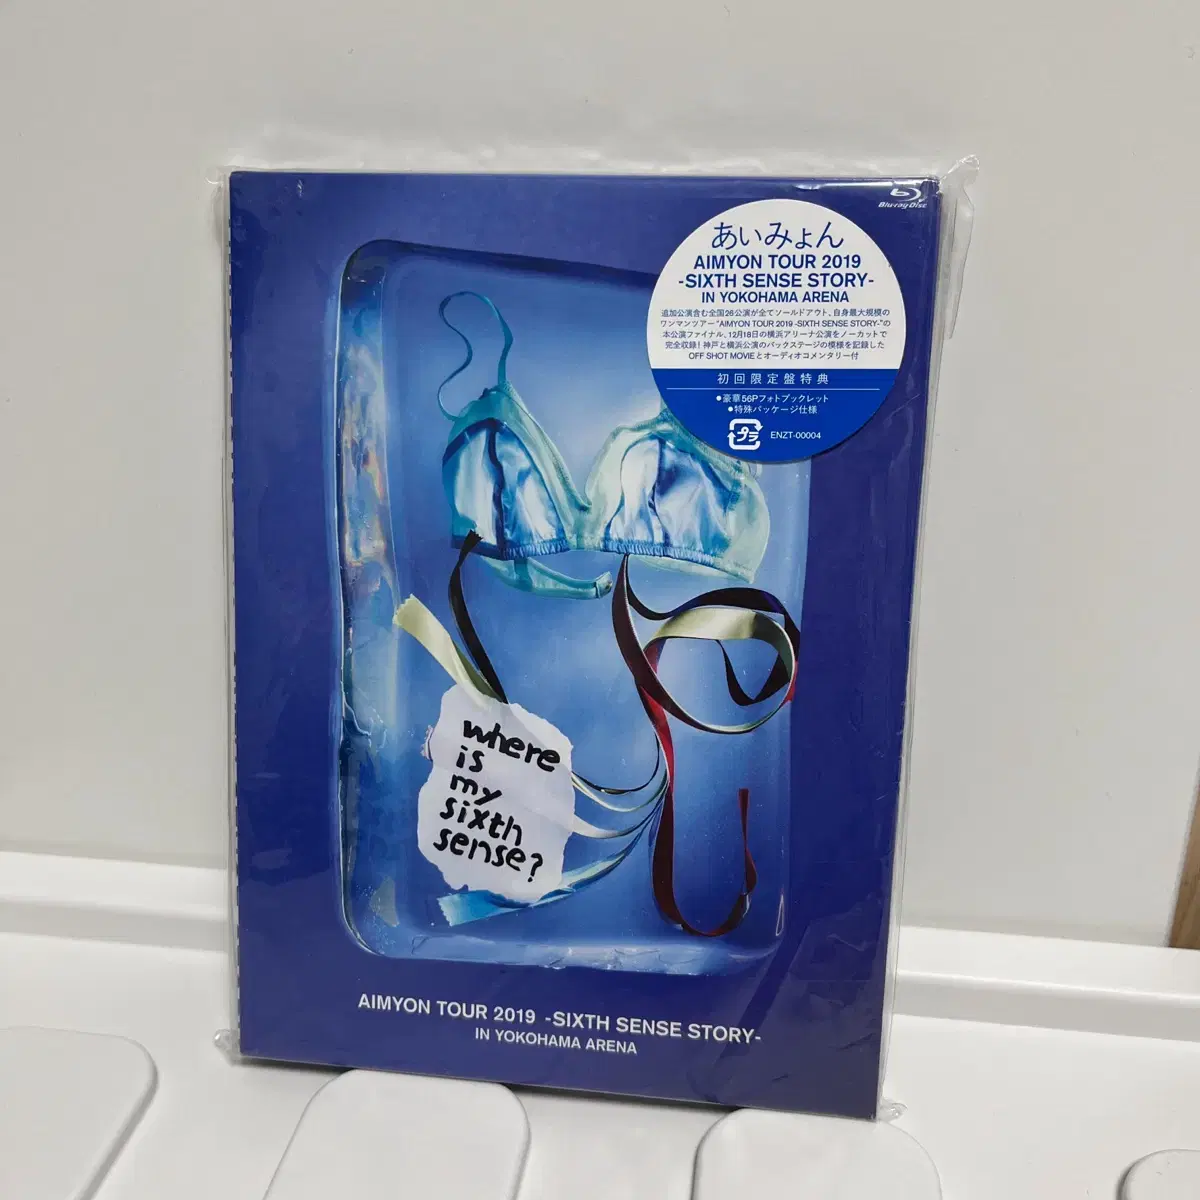 Blu-ray Disc
あいみょん
AIMYON TOUR 2019
-SIXTH SENSE STORY-
IN YOKOHAMA ARENA
追加公演含む全国26公演が全てソールドアウト、自身最大規模の
ワンマンツアー"AIMYON TOUR 2019 -SIXTH SENSE STORY-"の
本公演ファイナル、12月18日の横浜アリーナ公演をノーカットで
完全収録!神戸と横浜公演のバックステージの模様を記録した
OFF SHOT MOVIEとオーディオコメンタリー付
初回限定盤特典
●豪華56Pフォトブックレット
●特殊パッケージ仕様
プラ
ENZT-00004
where
is
my
sixth
sense?
AIMYON TOUR 2019 -SIXTH SENSE STORY-
IN YOKOHAMA ARENA